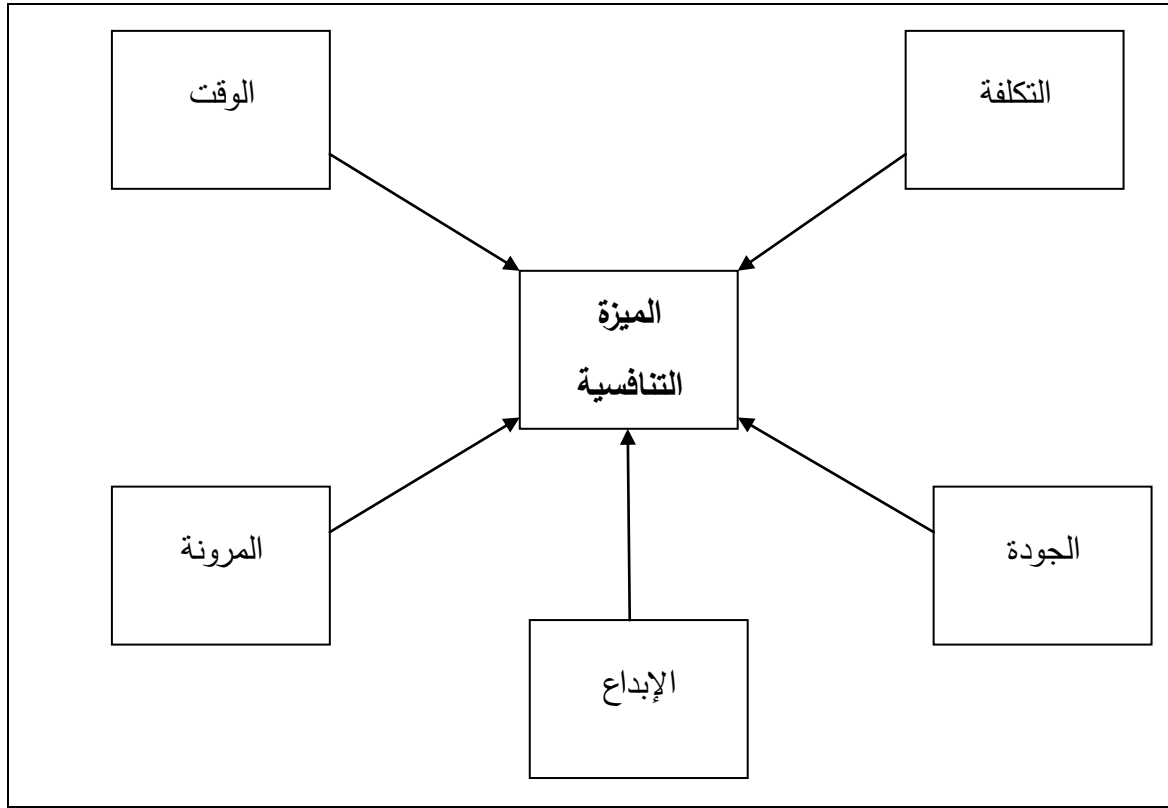 التكلفة
الوقت
الميزة
التنافسية
الجودة
المرونة
الإبداع